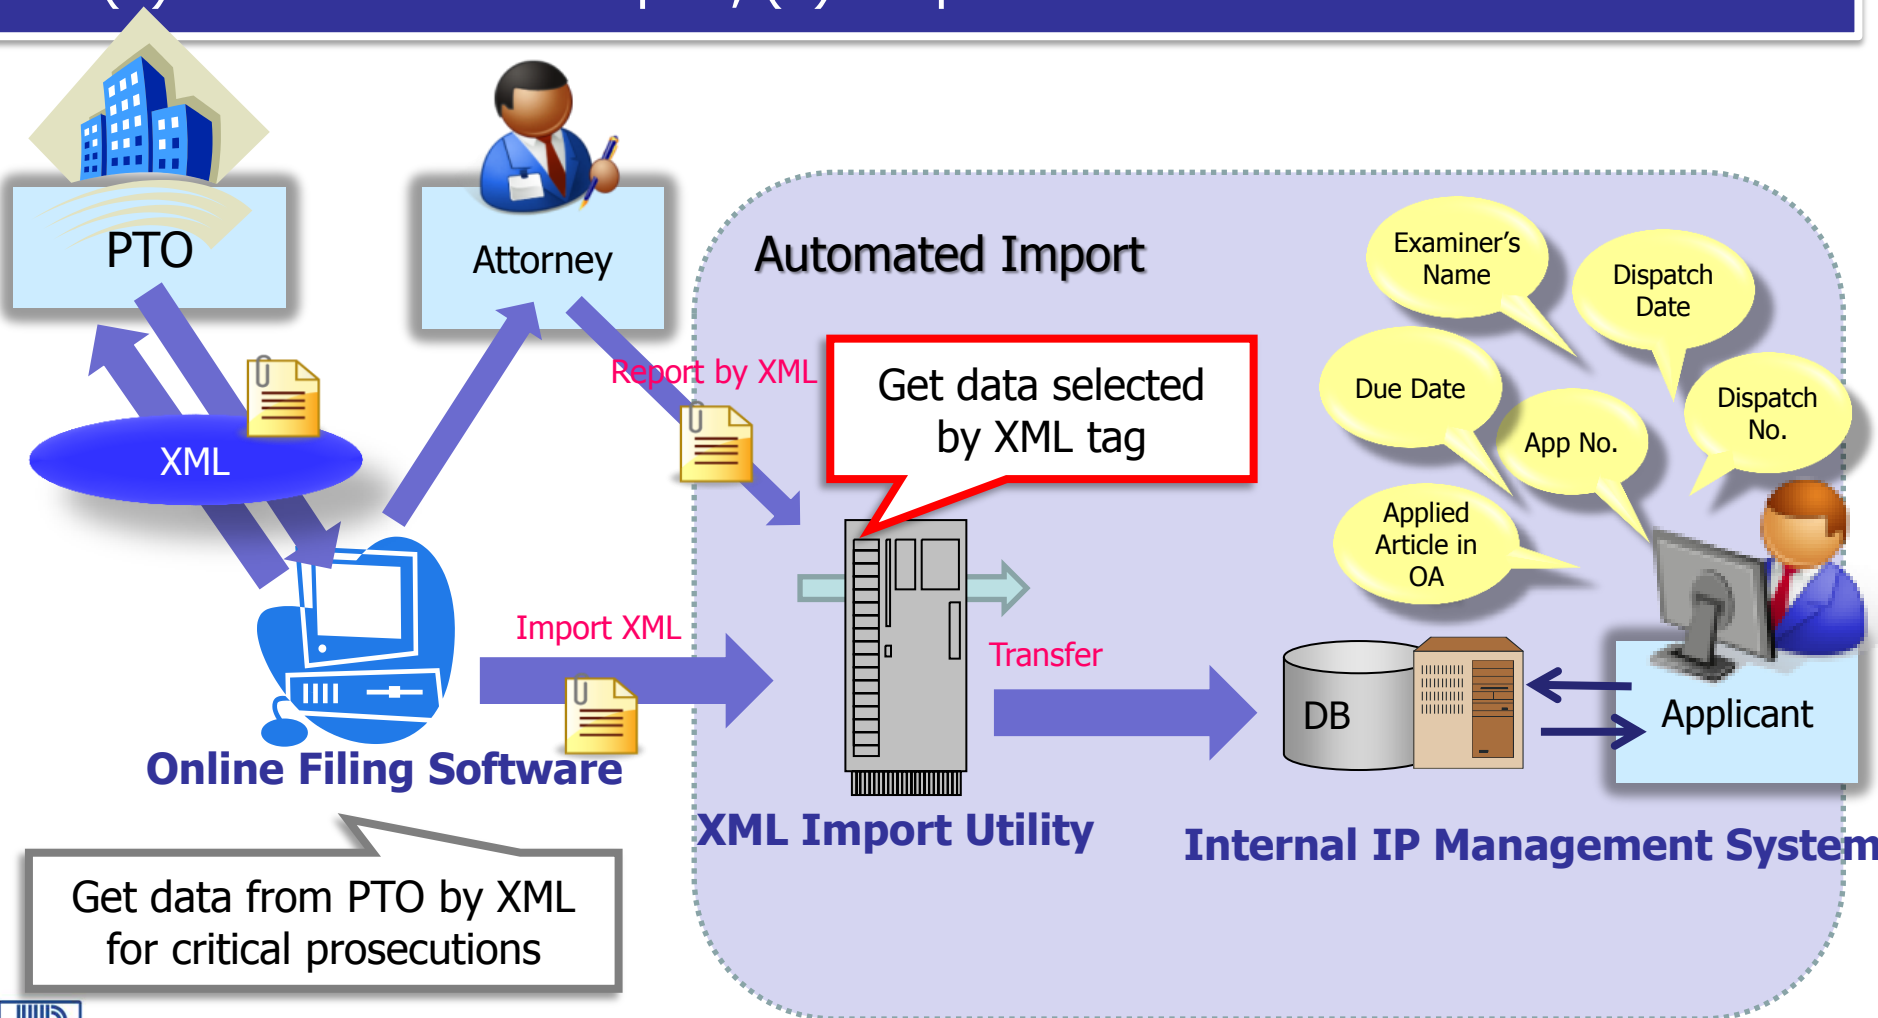 PTO
Attorney
Automated Import
Examiner's
Name
Dispatch
Date
Report by XML
Get data selected
by XML tag
Due Date
Dispatch
No.
App No.
XML
Applied
Article in
OA
Import XML
Transfer
DB
Applicant
Online Filing Software
XML Import Utility
Internal IP Management System
Get data from PTO by XML
for critical prosecutions